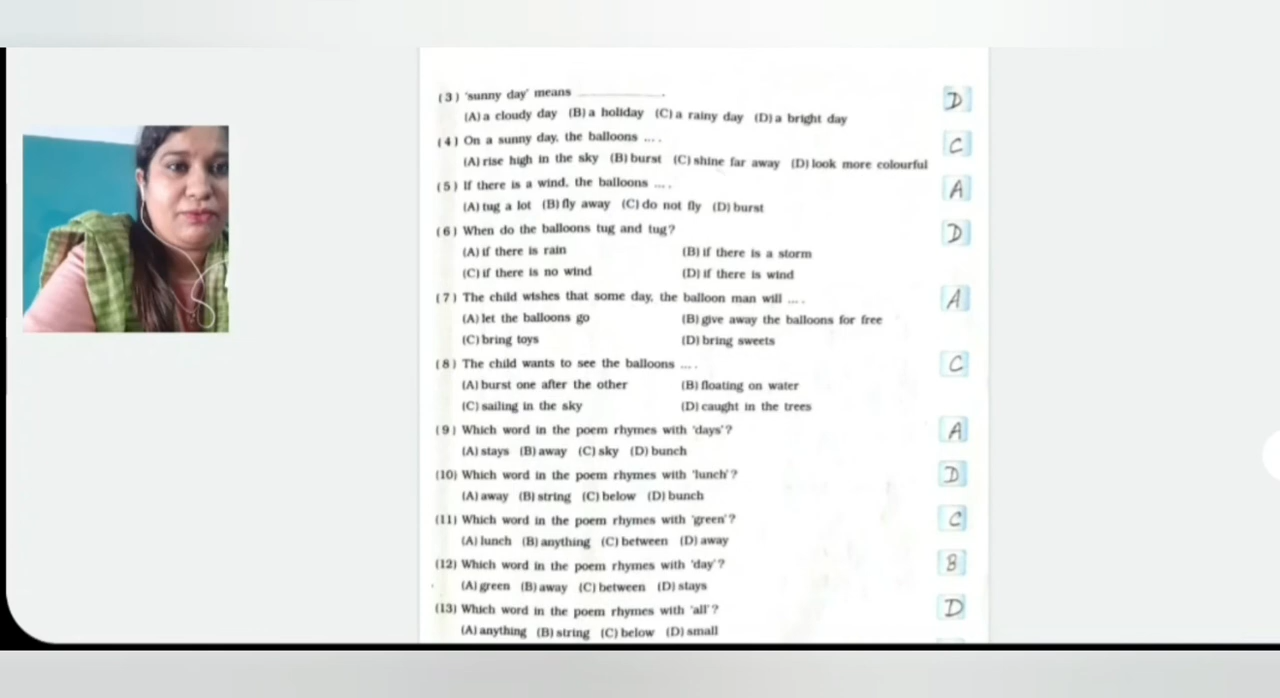 (3) 'sunny day' means ____________. D
(A) a cloudy day (B) a holiday (C) a rainy day (D) a bright day
(4) On a sunny day, the balloons .... . C
(A) rise high in the sky (B) burst (C) shine far away (D) look more colourful
(5) If there is a wind, the balloons .... . A
(A) tug a lot (B) fly away (C) do not fly (D) burst
(6) When do the balloons tug and tug? D
(A) if there is rain (B) if there is a storm
(C) if there is no wind (D) if there is wind
(7) The child wishes that some day, the balloon man will .... . A
(A) let the balloons go (B) give away the balloons for free
(C) bring toys (D) bring sweets
(8) The child wants to see the balloons .... . C
(A) burst one after the other (B) floating on water
(C) sailing in the sky (D) caught in the trees
(9) Which word in the poem rhymes with 'days'? A
(A) stays (B) away (C) sky (D) bunch
(10) Which word in the poem rhymes with 'lunch'? D
(A) away (B) string (C) below (D) bunch
(11) Which word in the poem rhymes with 'green'? C
(A) lunch (B) anything (C) between (D) away
(12) Which word in the poem rhymes with 'day'? B
(A) green (B) away (C) between (D) stays
(13) Which word in the poem rhymes with 'all'? D
(A) anything (B) string (C) below (D) small